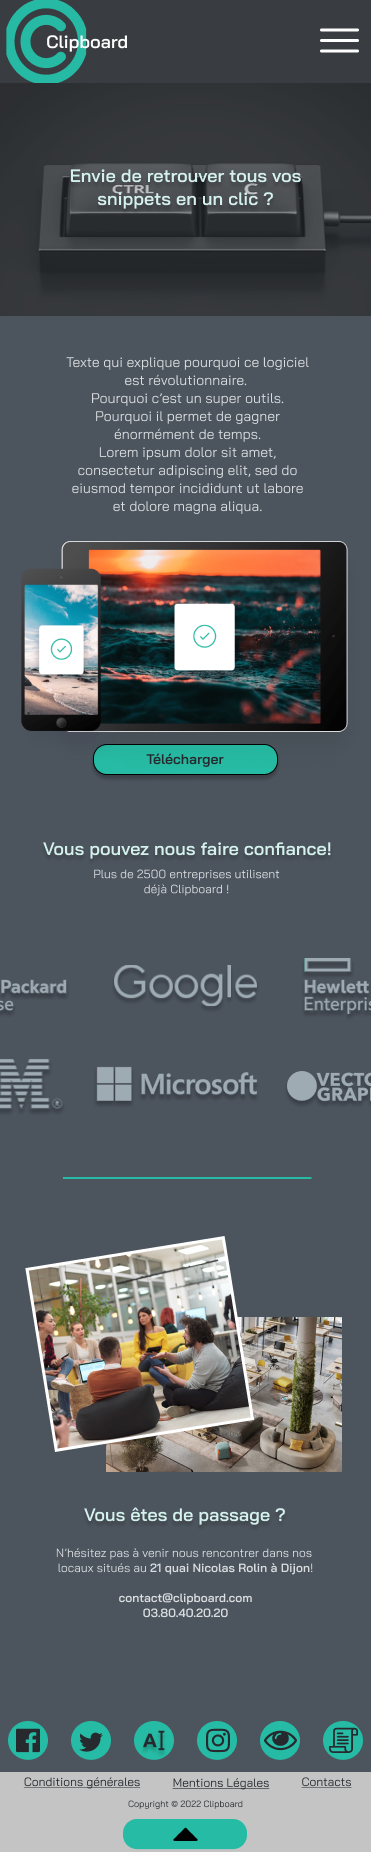 Clipboard
Envie de retrouver tous vos
snippets en un clic ?
CTRL
C
Texte qui explique pourquoi ce logiciel
est révolutionnaire.
Pourquoi c'est un super outils.
Pourquoi il permet de gagner
énormément de temps.
Lorem ipsum dolor sit amet,
consectetur adipiscing elit, sed do
eiusmod tempor incididunt ut labore
et dolore magna aliqua.
Télécharger
Vous pouvez nous faire confiance!
Plus de 2500 entreprises utilisent
déjà Clipboard !
Packard
se
Google
Hewlett
Enterpris
M®
Microsoft
VECTO
GRAPH
Vous êtes de passage ?
N'hésitez pas à venir nous rencontrer dans nos
locaux situés au 21 quai Nicolas Rolin à Dijon!
contact@clipboard.com
03.80.40.20.20
AI
Conditions générales Mentions Légales Contacts
Copyright © 2022 Clipboard